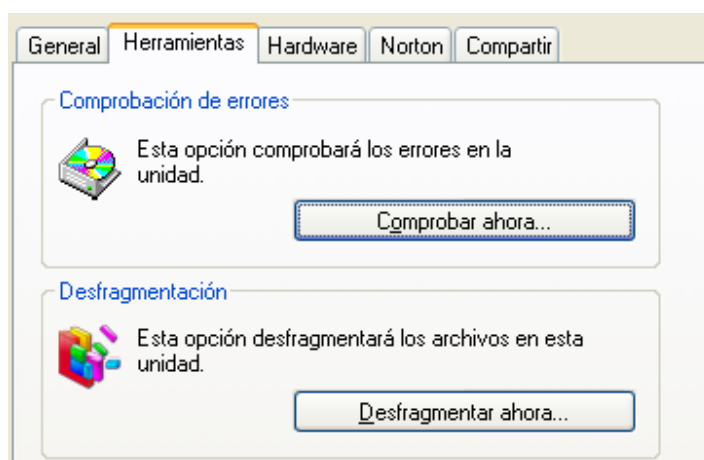 General Herramientas Hardware Norton Compartir
Comprobación de errores
Esta opción comprobará los errores en la
unidad.
Comprobar ahora...
Desfragmentación
Esta opción desfragmentará los archivos en esta
unidad.
Desfragmentar ahora...